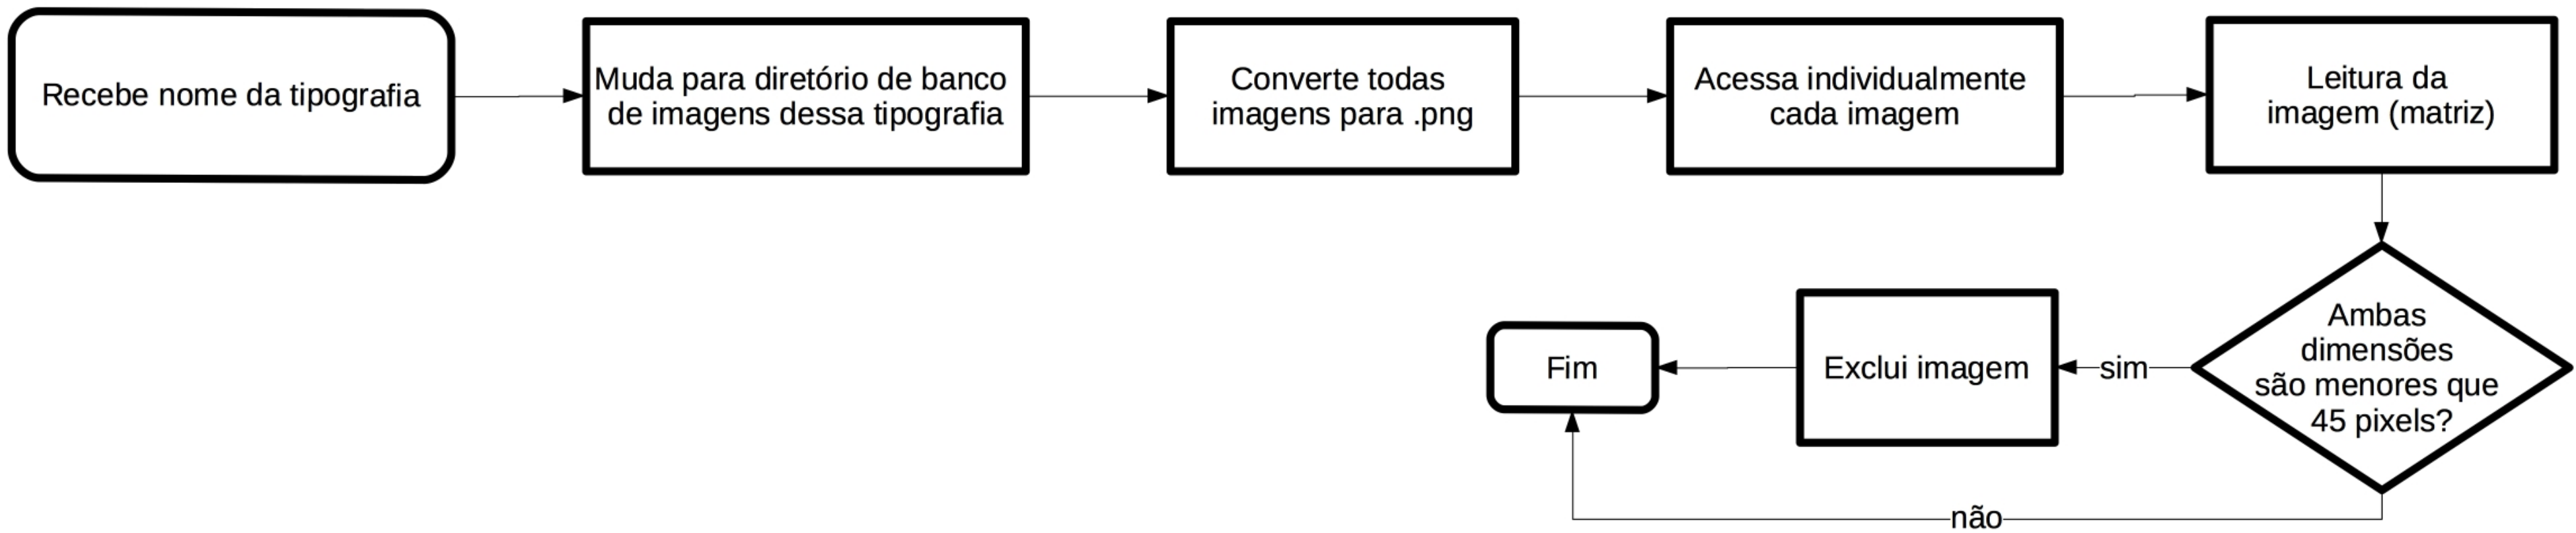 Recebe nome da tipografia
Muda para diretório de banco
de imagens dessa tipografia
Converte todas
imagens para .png
Acessa individualmente
cada imagem
Leitura da
imagem (matriz)
Ambas
dimensões
são menores que
45 pixels?
sim
Exclui imagem
Fim
não